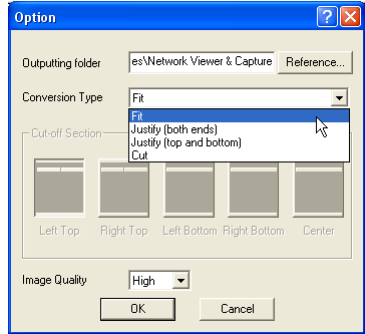 Option
Outputting folder es\Network Viewer & Capture Reference...
Conversion Type Fit
Fit
Justify (both ends)
Justify (top and bottom)
Cut
Cut-off Section
Left Top Right Top Left Bottom Right Bottom Center
Image Quality High
OK Cancel